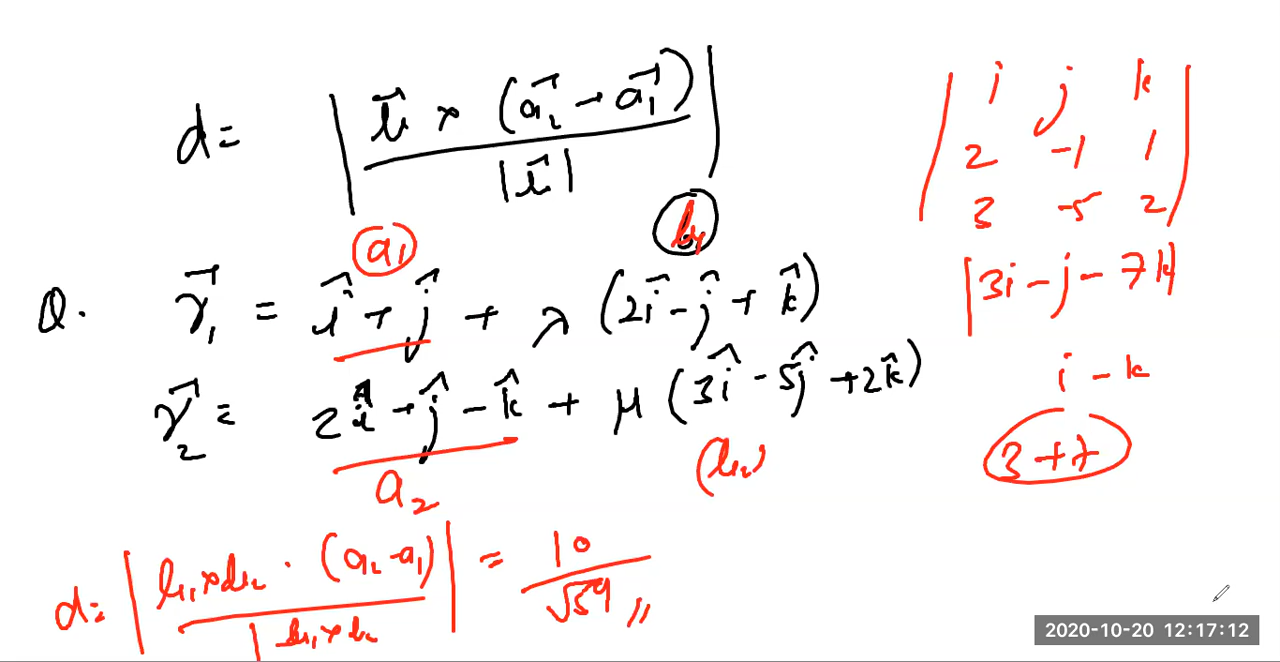 d = | b⃗ × (a⃗₂ - a⃗₁) / |b⃗| |
a₁ b₁
Q. r⃗₁ = î + ĵ + λ (2î - ĵ + k̂)
r⃗₂ = 2î + ĵ - k̂ + μ (3î - 5ĵ + 2k̂)
a₂ (b₂)
d = | b₁ × b₂ · (a₂ - a₁) / |b₁ × b₂ | = 10 / √59 //
| i j k |
| 2 -1 1 |
| 3 -5 2 |
|3i - j - 7k|
i - k
3 + 7
2020-10-20 12:17:12